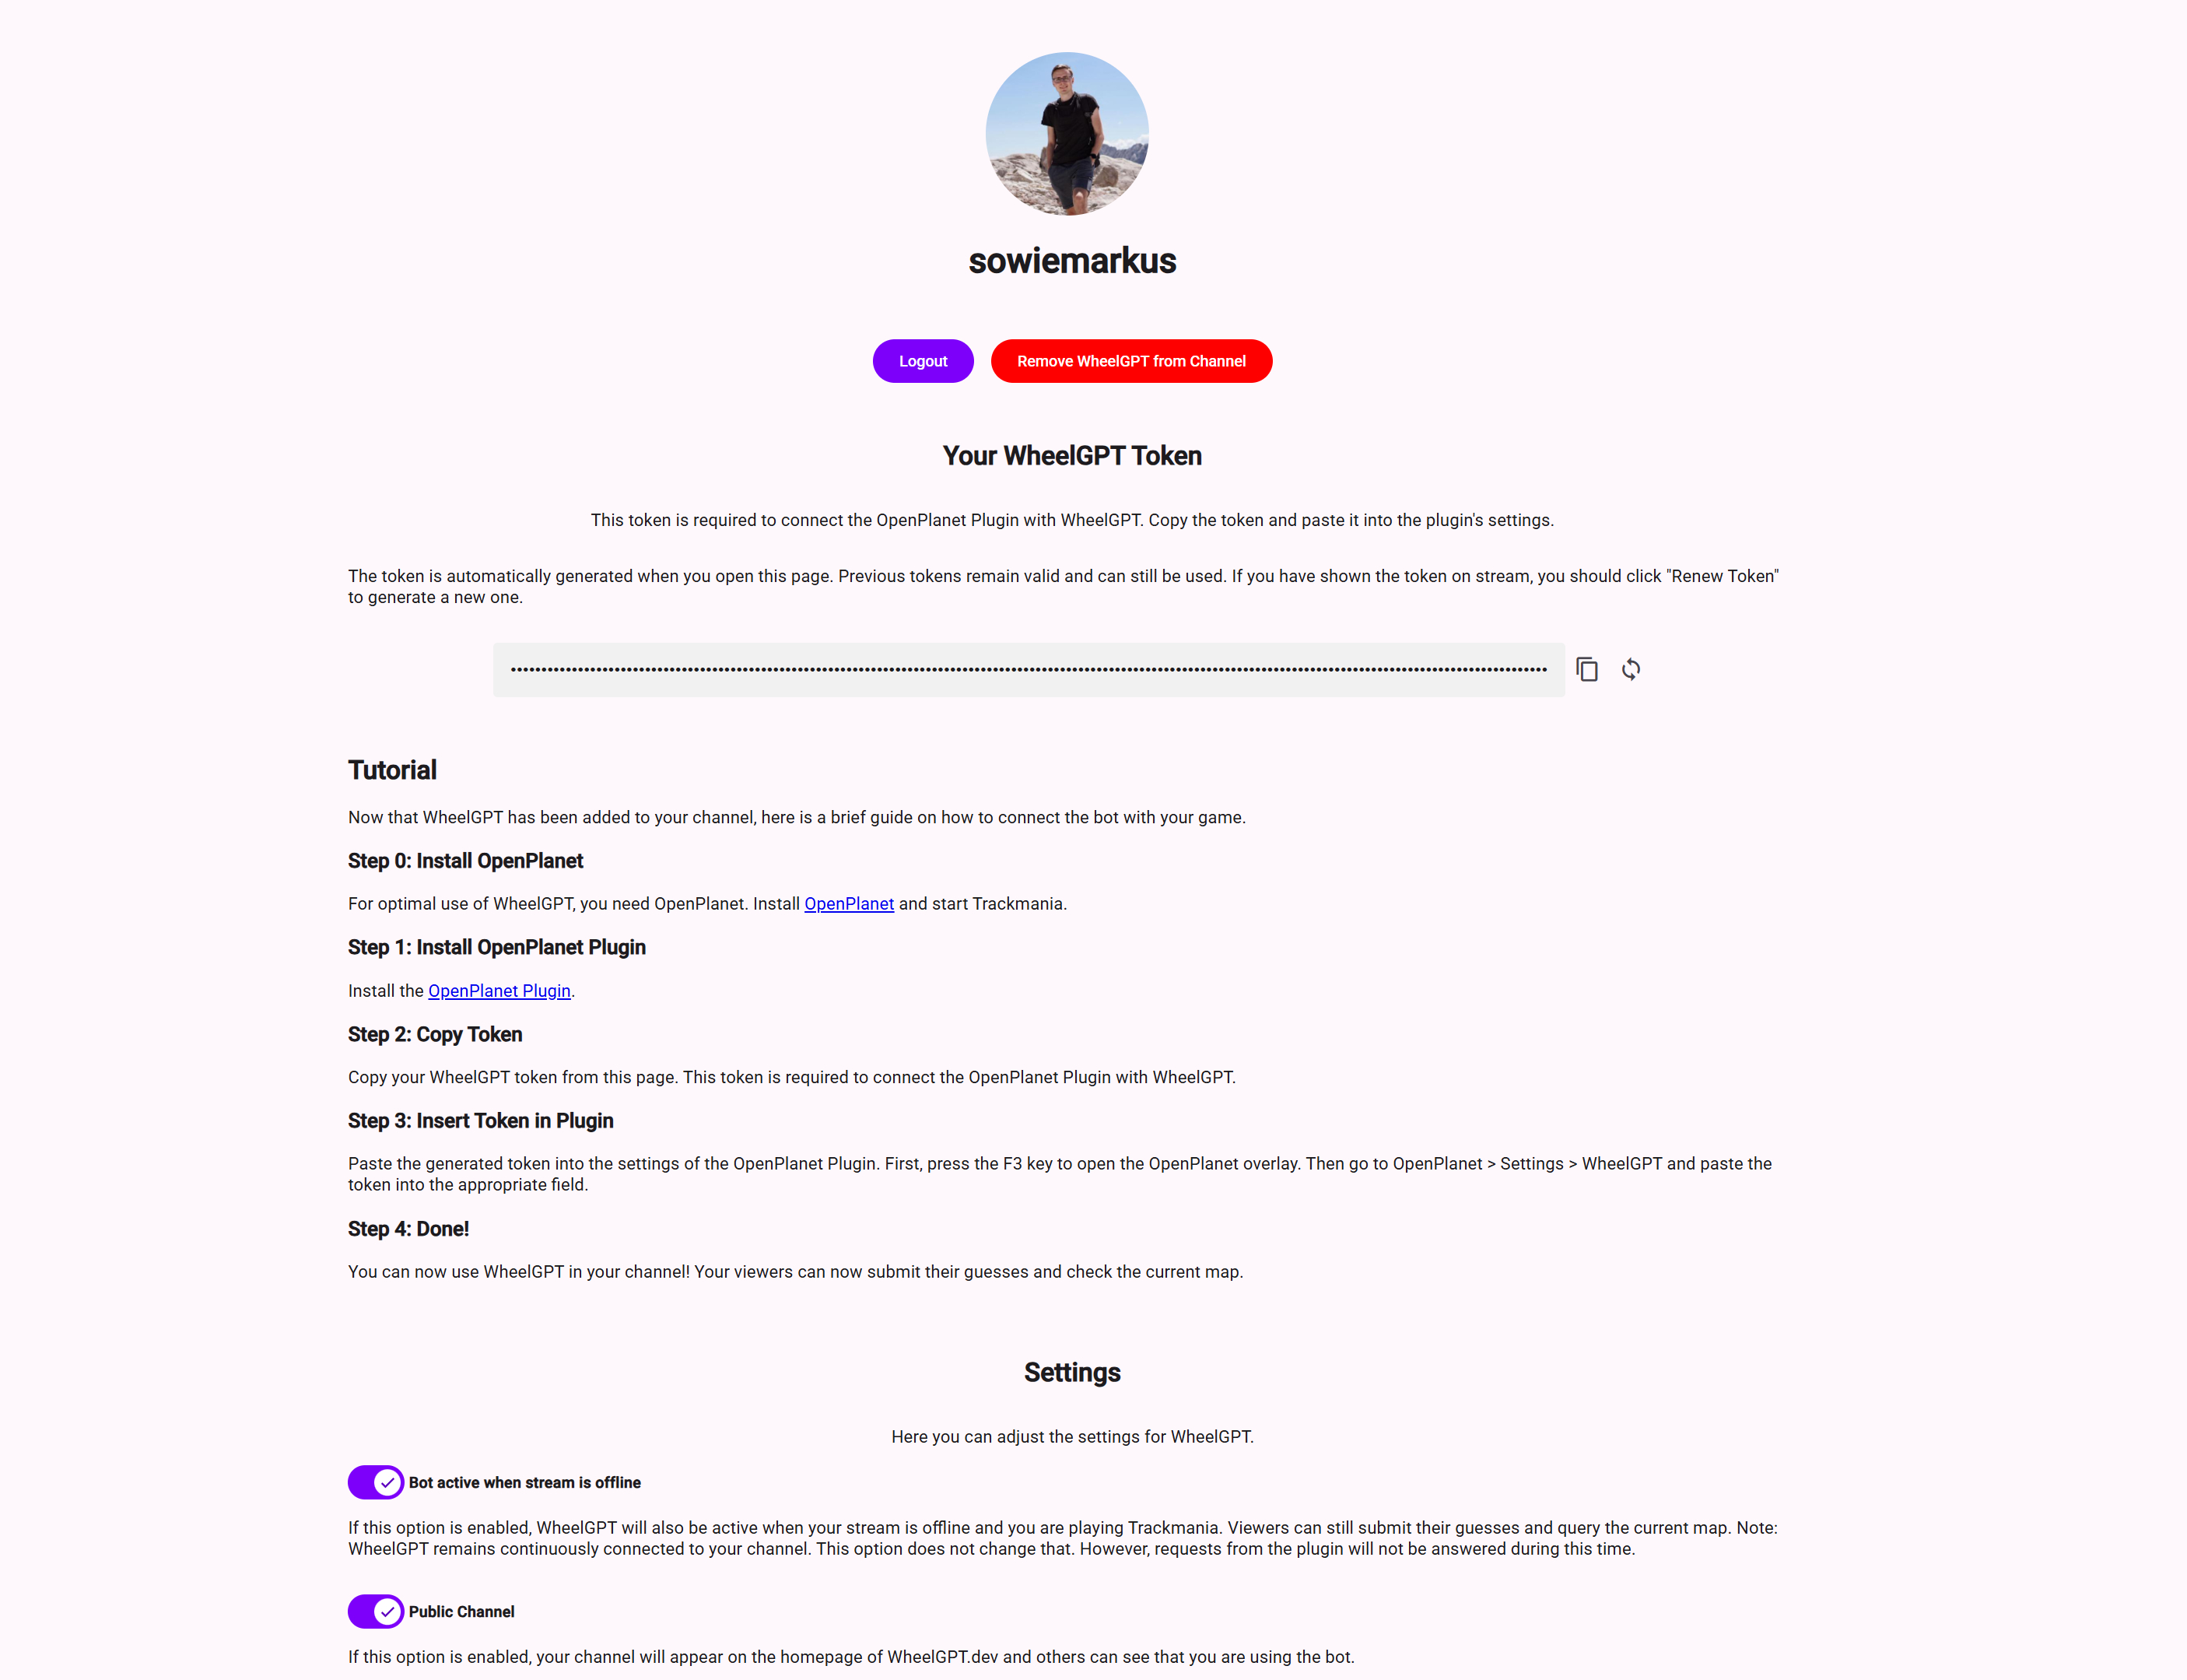 sowiemarkus
Logout
Remove WheelGPT from Channel
Your WheelGPT Token
This token is required to connect the OpenPlanet Plugin with WheelGPT. Copy the token and paste it into the plugin's settings.
The token is automatically generated when you open this page. Previous tokens remain valid and can still be used. If you have shown the token on stream, you should click "Renew Token"
to generate a new one.
Tutorial
Now that WheelGPT has been added to your channel, here is a brief guide on how to connect the bot with your game.
Step 0: Install OpenPlanet
For optimal use of WheelGPT, you need OpenPlanet. Install OpenPlanet and start Trackmania.
Step 1: Install OpenPlanet Plugin
Install the OpenPlanet Plugin.
Step 2: Copy Token
Copy your WheelGPT token from this page. This token is required to connect the OpenPlanet Plugin with WheelGPT.
Step 3: Insert Token in Plugin
Paste the generated token into the settings of the OpenPlanet Plugin. First, press the F3 key to open the OpenPlanet overlay. Then go to OpenPlanet > Settings > WheelGPT and paste the
token into the appropriate field.
Step 4: Done!
You can now use WheelGPT in your channel! Your viewers can now submit their guesses and check the current map.
Settings
Here you can adjust the settings for WheelGPT.
Bot active when stream is offline
If this option is enabled, WheelGPT will also be active when your stream is offline and you are playing Trackmania. Viewers can still submit their guesses and query the current map. Note:
WheelGPT remains continuously connected to your channel. This option does not change that. However, requests from the plugin will not be answered during this time.
Public Channel
If this option is enabled, your channel will appear on the homepage of WheelGPT.dev and others can see that you are using the bot.